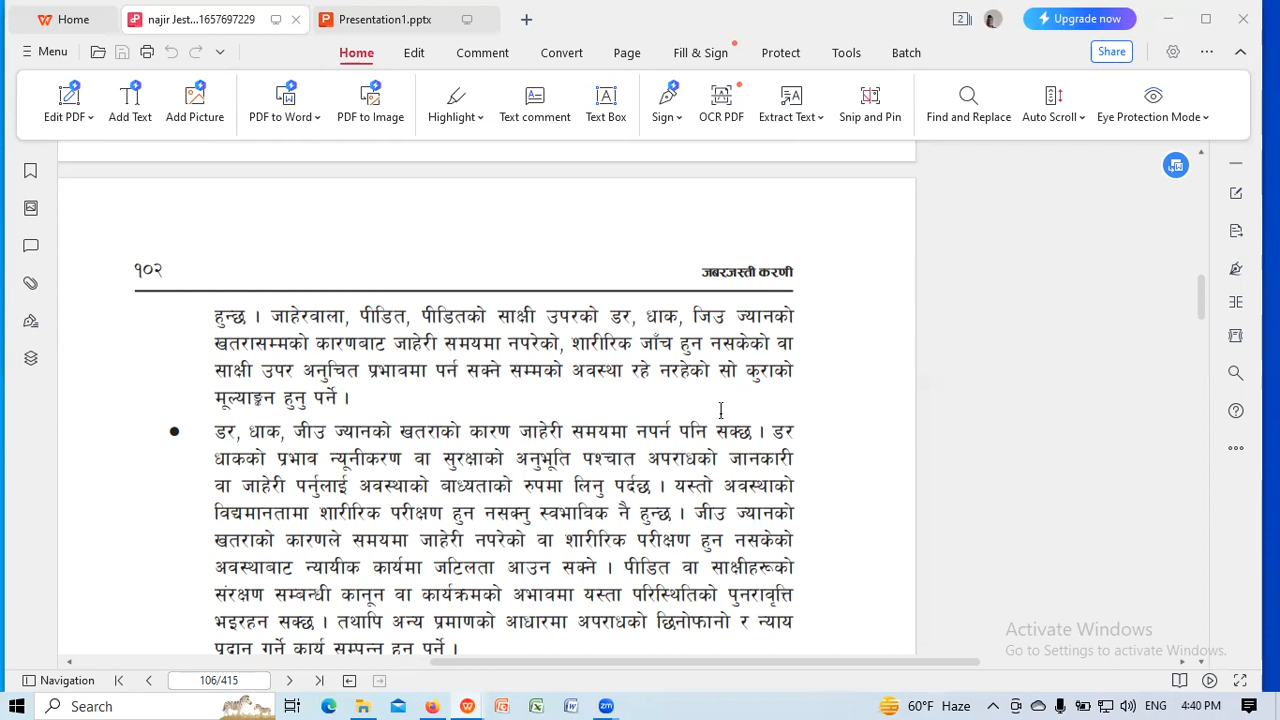 Home
najir Jest...1657697229
Presentation1.pptx
2
Upgrade now
Menu
Home
Edit
Comment
Convert
Page
Fill & Sign
Protect
Tools
Batch
Share
Edit PDF
Add Text
Add Picture
PDF to Word
PDF to Image
Highlight
Text comment
Text Box
Sign
OCR PDF
Extract Text
Snip and Pin
Find and Replace
Auto Scroll
Eye Protection Mode
१०२
जबरजस्ती करणी
हुन्छ । जाहेरवाला, पीडित, पीडितको साक्षी उपरको डर, धाक, जिउ ज्यानको
खतरासम्मको कारणबाट जाहेरी समयमा नपरेको, शारीरिक जाँच हुन नसकेको वा
साक्षी उपर अनुचित प्रभावमा पर्न सक्ने सम्मको अवस्था रहे नरहेको सो कुराको
मूल्याङ्कन हुनु पर्ने ।
● डर, धाक, जीउ ज्यानको खतराको कारण जाहेरी समयमा नपर्न पनि सक्छ । डर
धाकको प्रभाव न्यूनीकरण वा सुरक्षाको अनुभूति पश्चात अपराधको जानकारी
वा जाहेरी पर्नुलाई अवस्थाको बाध्यताको रुपमा लिनु पर्दछ । यस्तो अवस्थाको
विद्यमानतामा शारीरिक परीक्षण हुन नसक्नु स्वभाविक नै हुन्छ । जीउ ज्यानको
खतराको कारणले समयमा जाहेरी नपरेको वा शारीरिक परीक्षण हुन नसकेको
अवस्थाबाट न्यायीक कार्यमा जटिलता आउन सक्ने । पीडित वा साक्षीहरूको
संरक्षण सम्बन्धी कानून वा कार्यक्रमको अभावमा यस्ता परिस्थितिको पुनरावृत्ति
भइरहन सक्छ । तथापि अन्य प्रमाणको आधारमा अपराधको छिनोफानो र न्याय
प्रदान गर्ने कार्य सम्पन्न हुनु पर्ने ।
Activate Windows
Go to Settings to activate Windows.
Navigation
106/415
Search
60°F Haze
4:40 PM